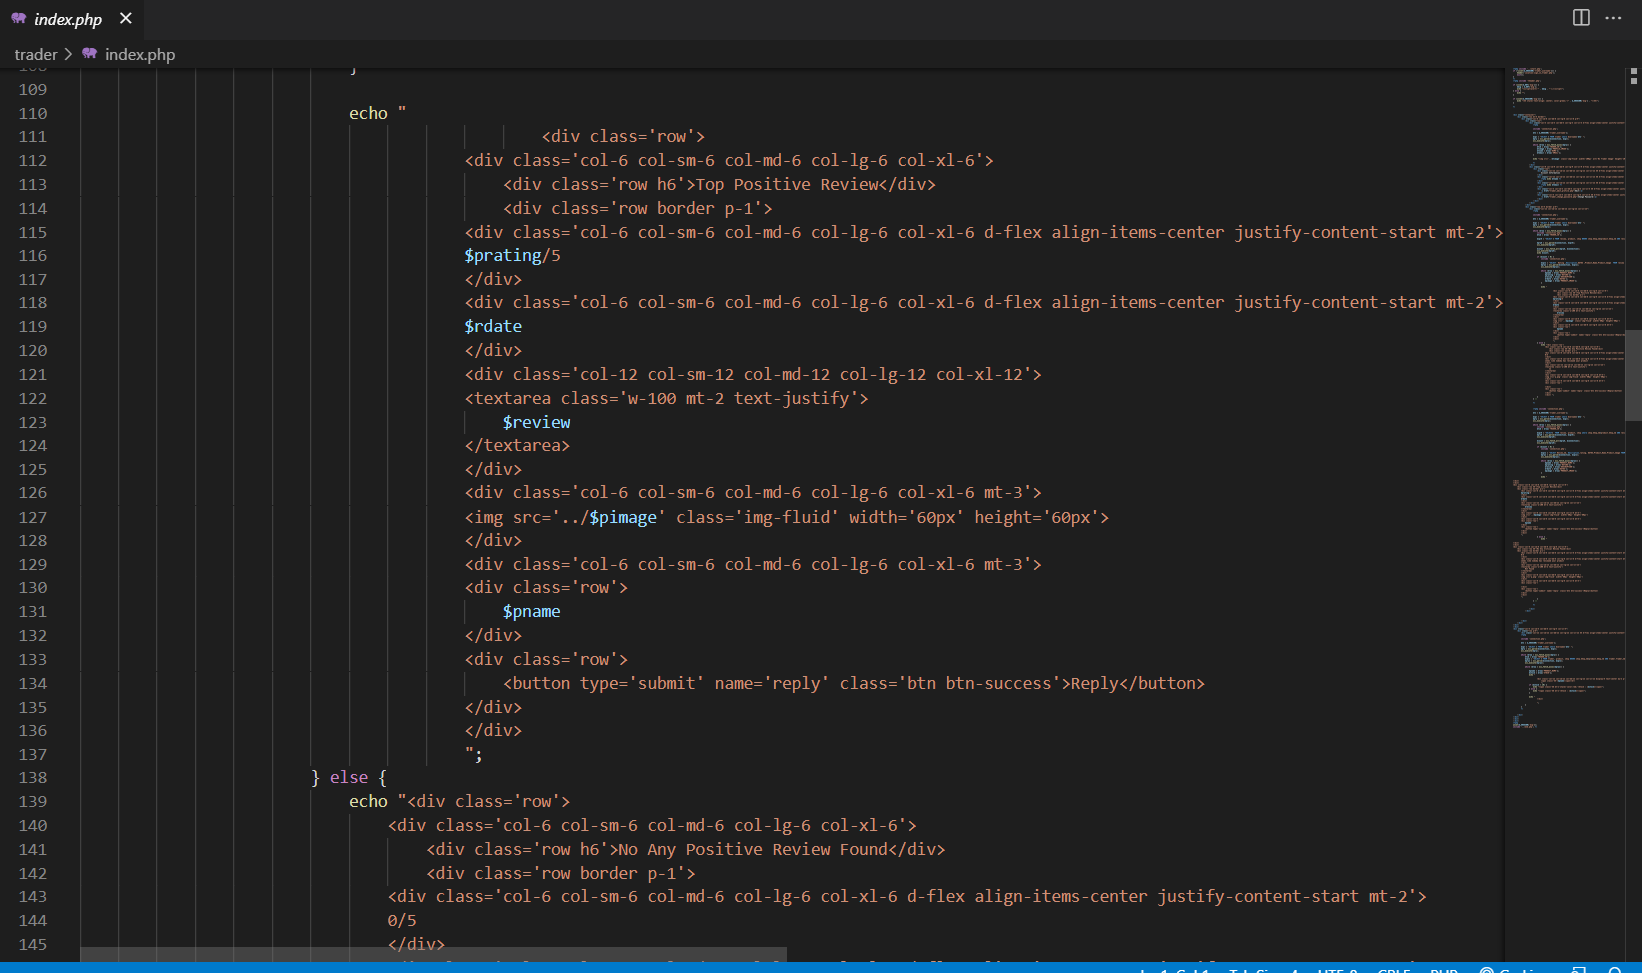 index.php
trader > index.php
109
110 echo "
111 <div class='row'>
112 <div class='col-6 col-sm-6 col-md-6 col-lg-6 col-xl-6'>
113 <div class='row h6'>Top Positive Review</div>
114 <div class='row border p-1'>
115 <div class='col-6 col-sm-6 col-md-6 col-lg-6 col-xl-6 d-flex align-items-center justify-content-start mt-2'>
116 $prating/5
117 </div>
118 <div class='col-6 col-sm-6 col-md-6 col-lg-6 col-xl-6 d-flex align-items-center justify-content-start mt-2'>
119 $rdate
120 </div>
121 <div class='col-12 col-sm-12 col-md-12 col-lg-12 col-xl-12'>
122 <textarea class='w-100 mt-2 text-justify'>
123 $review
124 </textarea>
125 </div>
126 <div class='col-6 col-sm-6 col-md-6 col-lg-6 col-xl-6 mt-3'>
127 <img src='../$pimage' class='img-fluid' width='60px' height='60px'>
128 </div>
129 <div class='col-6 col-sm-6 col-md-6 col-lg-6 col-xl-6 mt-3'>
130 <div class='row'>
131 $pname
132 </div>
133 <div class='row'>
134 <button type='submit' name='reply' class='btn btn-success'>Reply</button>
135 </div>
136 </div>
137 ";
138 } else {
139 echo "<div class='row'>
140 <div class='col-6 col-sm-6 col-md-6 col-lg-6 col-xl-6'>
141 <div class='row h6'>No Any Positive Review Found</div>
142 <div class='row border p-1'>
143 <div class='col-6 col-sm-6 col-md-6 col-lg-6 col-xl-6 d-flex align-items-center justify-content-start mt-2'>
144 0/5
145 </div>